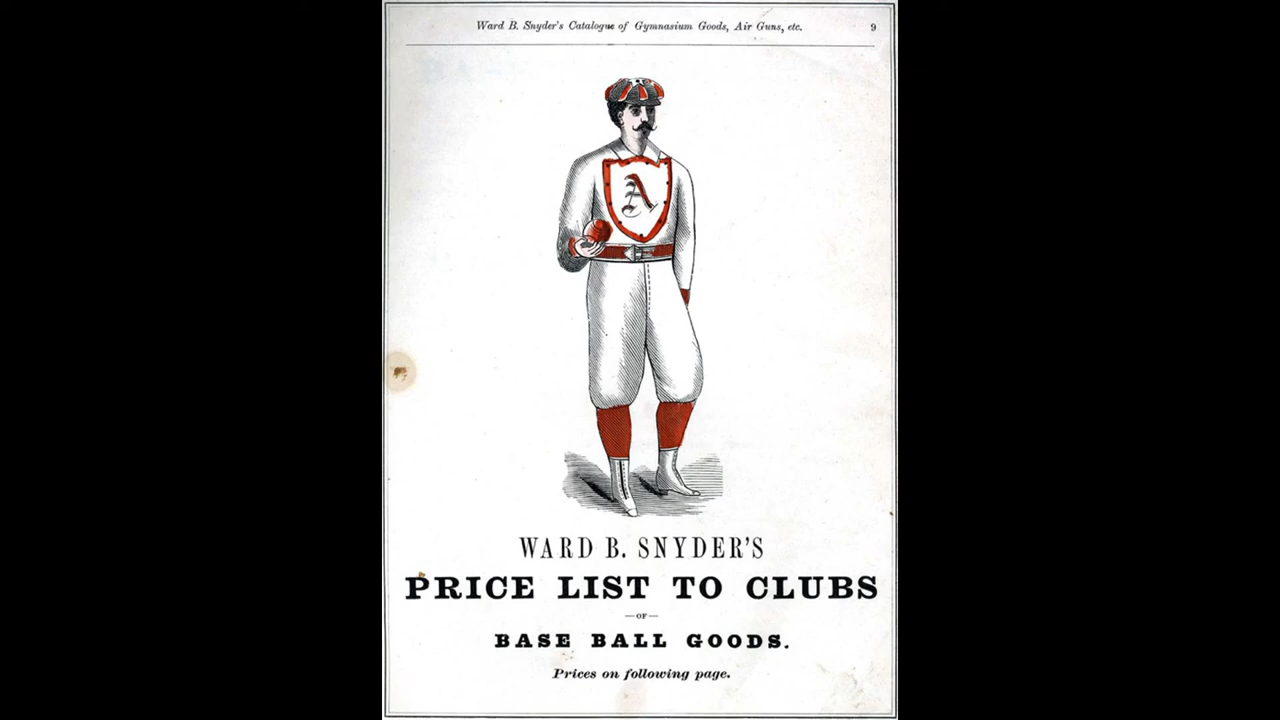 Ward B. Snyder's Catalogue of Gymnasium Goods, Air Guns, etc. 9
A
WARD B. SNYDER'S
PRICE LIST TO CLUBS
—OF—
BASE BALL GOODS.
Prices on following page.